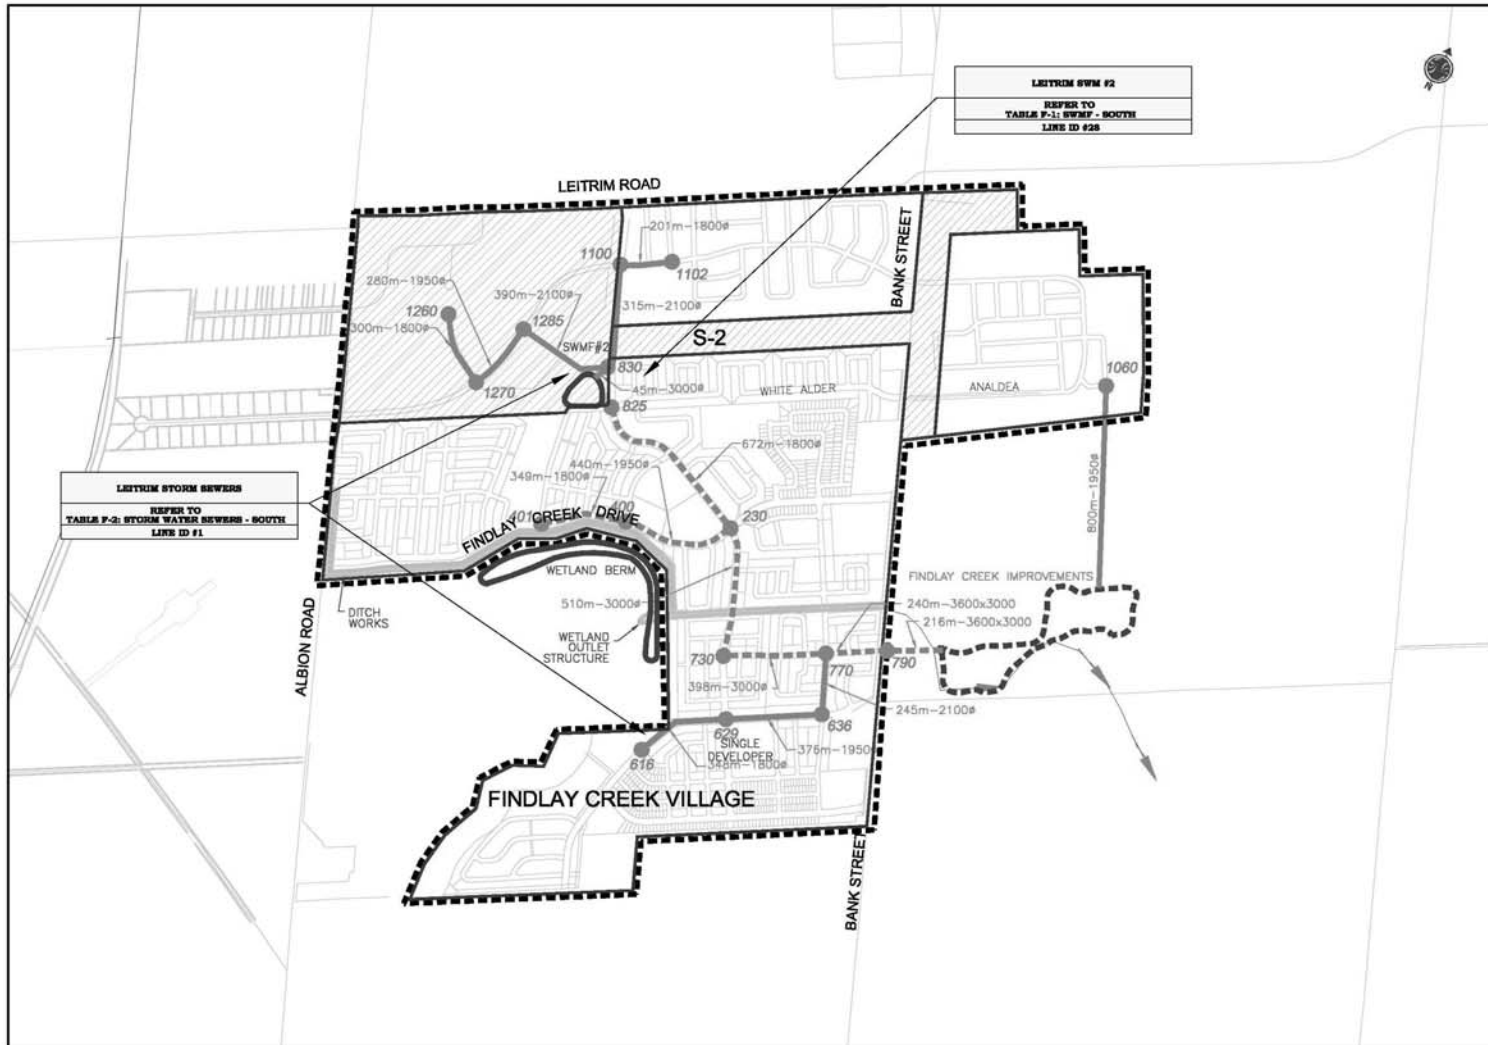 LEITRIM SWM #2
REFER TO
TABLE F-1: SWMF - SOUTH
LINE ID #28
LEITRIM ROAD
BANK STREET
201m-1800ø
1100
1102
280m-1950ø
390m-2100ø
315m-2100ø
1260
1285
300m-1800ø
S-2
SWMF#2
830
1060
1270
45m-3000ø
WHITE ALDER
ANALDEA
825
672m-1800ø
440m-1950ø
349m-1800ø
LEITRIM STORM SEWERS
REFER TO
TABLE F-2: STORM WATER SEWERS - SOUTH
LINE ID #1
401
400
230
FINDLAY CREEK DRIVE
800m-1950ø
WETLAND BERM
FINDLAY CREEK IMPROVEMENTS
510m-3000ø
240m-3600x3000
DITCH
WORKS
216m-3600x3000
WETLAND
OUTLET
STRUCTURE
ALBION ROAD
730
770
790
398m-3000ø
245m-2100ø
629
636
SINGLE
DEVELOPER
376m-1950
616
348m-1800ø
FINDLAY CREEK VILLAGE
BANK STREET
N